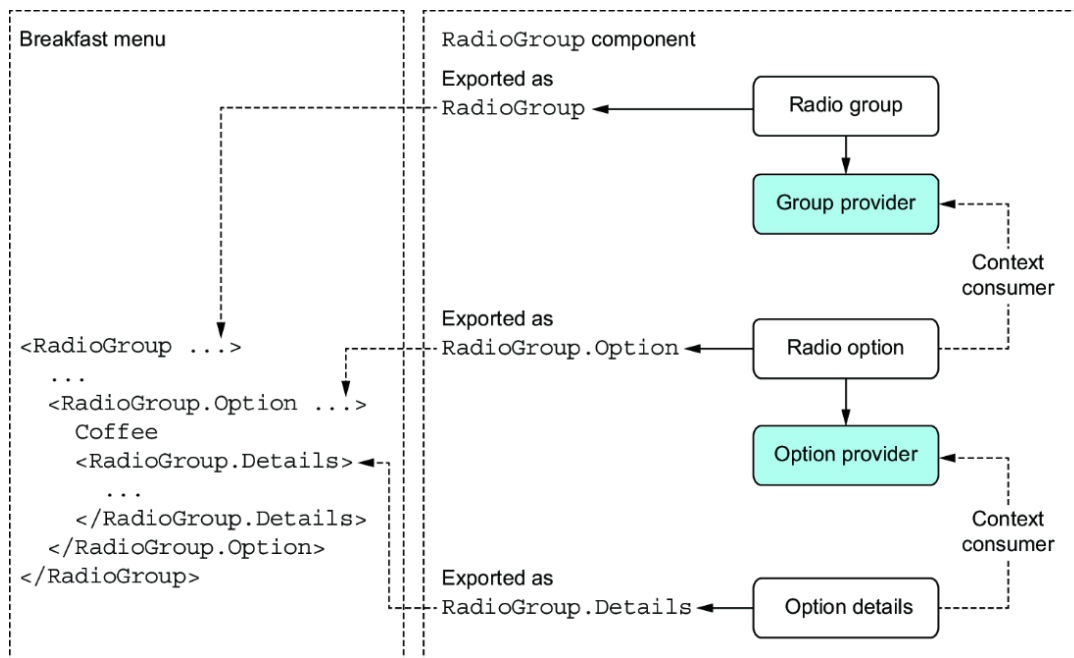 Breakfast menu
<RadioGroup ...>
...
<RadioGroup.Option ...>
Coffee
<RadioGroup.Details>
...
</RadioGroup.Details>
</RadioGroup.Option>
</RadioGroup>
RadioGroup component
Exported as
RadioGroup
Radio group
Group provider
Context
consumer
Exported as
RadioGroup.Option
Radio option
Option provider
Context
consumer
Exported as
RadioGroup.Details
Option details